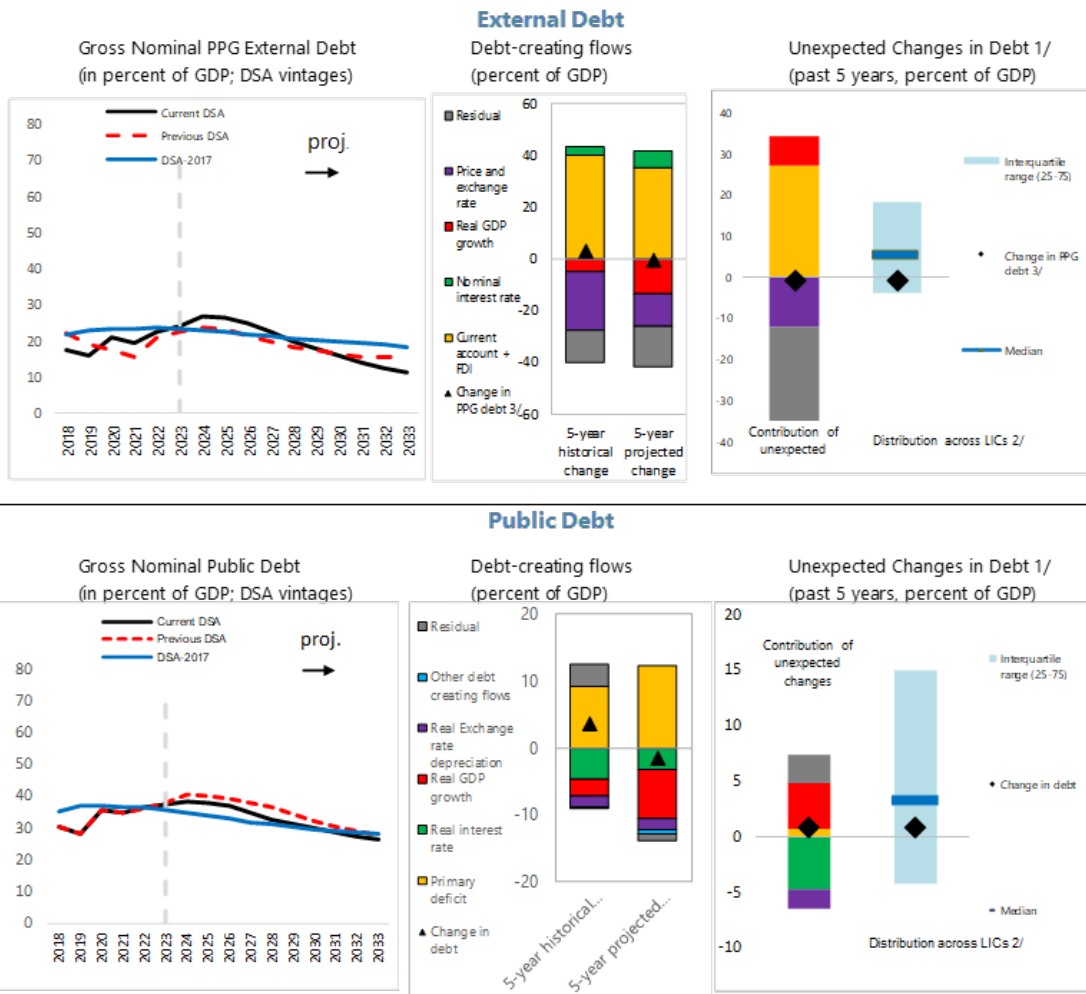 External Debt
Gross Nominal PPG External Debt
(in percent of GDP; DSA vintages)
Current DSA
Previous DSA
DSA-2017
proj.
80
70
60
50
40
30
20
10
0
2018
2019
2020
2021
2022
2023
2024
2025
2026
2027
2028
2029
2030
2031
2032
2033
Debt-creating flows
(percent of GDP)
Residual
Price and
exchange
rate
Real GDP
growth
Nominal
interest rate
Current
account +
FDI
Change in
PPG debt 3/
60
40
20
0
-20
-40
-60
5-year
historical
change
5-year
projected
change
Unexpected Changes in Debt 1/
(past 5 years, percent of GDP)
40
30
20
10
0
-10
-20
-30
-40
Contribution of
unexpected
Distribution across LICs 2/
Interquartile
range (25-75)
Change in PPG
debt 3/
Median
Public Debt
Gross Nominal Public Debt
(in percent of GDP; DSA vintages)
Current DSA
Previous DSA
DSA-2017
proj.
80
70
60
50
40
30
20
10
0
2018
2019
2020
2021
2022
2023
2024
2025
2026
2027
2028
2029
2030
2031
2032
2033
Debt-creating flows
(percent of GDP)
Residual
Other debt
creating flows
Real Exchange
rate
depreciation
Real GDP
growth
Real interest
rate
Primary
deficit
Change in
debt
20
10
0
-10
-20
5-year historical...
5-year projected...
Unexpected Changes in Debt 1/
(past 5 years, percent of GDP)
20
15
10
5
0
-5
-10
Contribution of
unexpected
changes
Interquartile
range (25-75)
Change in debt
Median
Distribution across LICs 2/